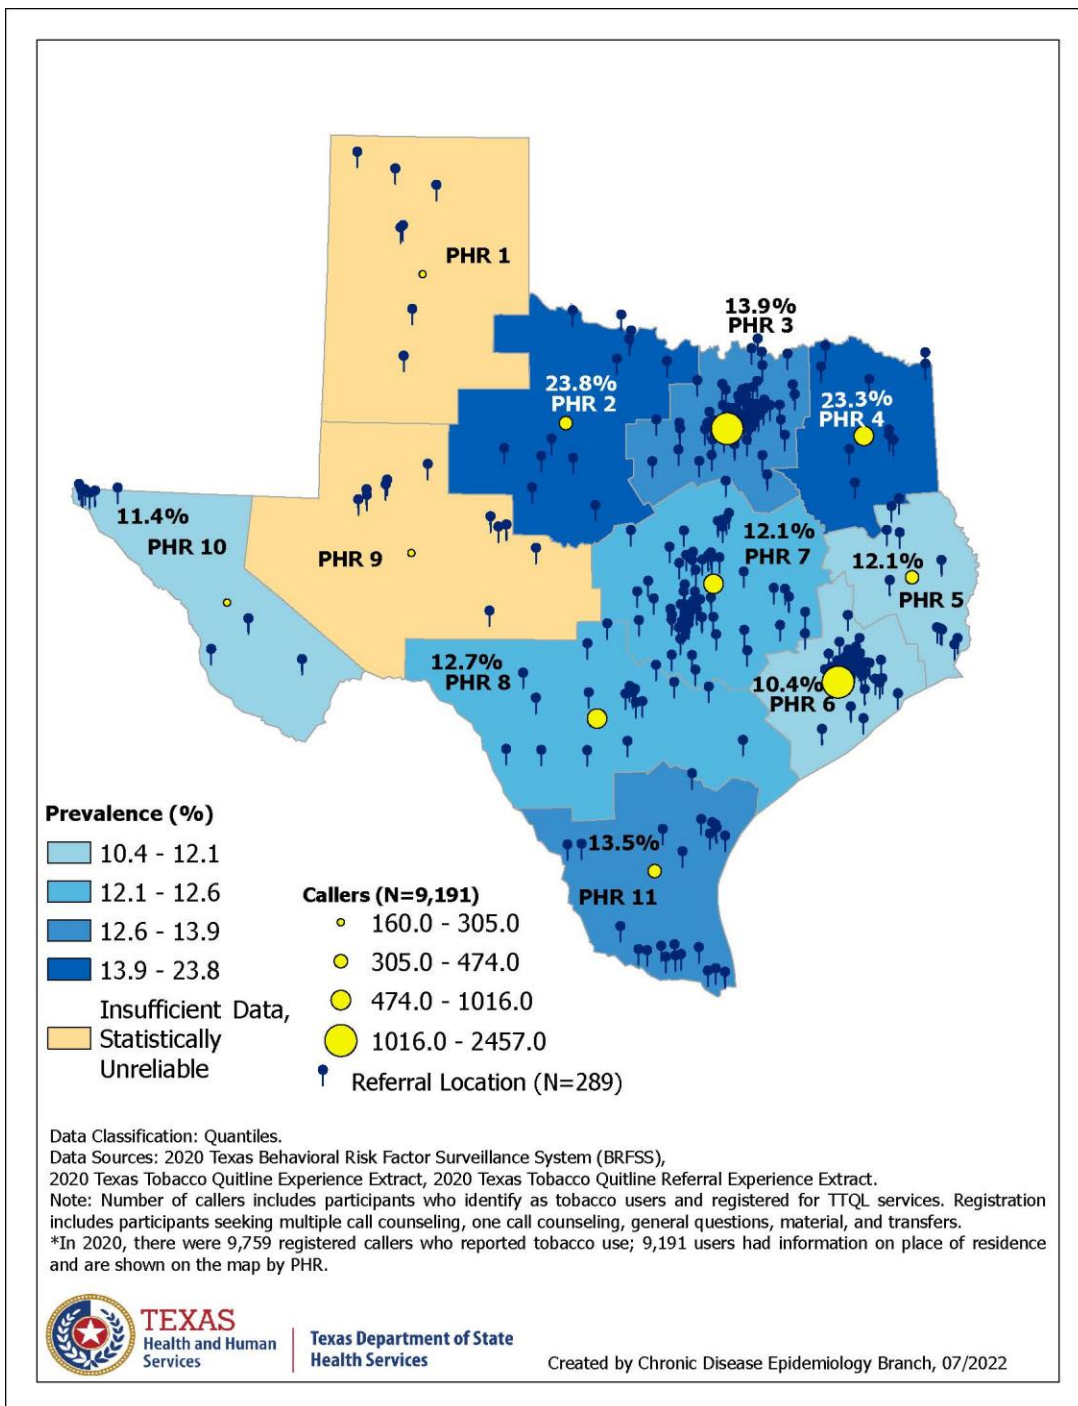 PHR 1
13.9%
PHR 3
23.8%
PHR 2
23.3%
PHR 4
11.4%
PHR 10
PHR 9
12.1%
PHR 7
12.1%
PHR 5
12.7%
PHR 8
10.4%
PHR 6
13.5%
PHR 11
Prevalence (%)
10.4 - 12.1
12.1 - 12.6
12.6 - 13.9
13.9 - 23.8
Insufficient Data,
Statistically
Unreliable
Callers (N=9,191)
160.0 - 305.0
305.0 - 474.0
474.0 - 1016.0
1016.0 - 2457.0
Referral Location (N=289)
Data Classification: Quantiles.
Data Sources: 2020 Texas Behavioral Risk Factor Surveillance System (BRFSS),
2020 Texas Tobacco Quitline Experience Extract, 2020 Texas Tobacco Quitline Referral Experience Extract.
Note: Number of callers includes participants who identify as tobacco users and registered for TTQL services. Registration
includes participants seeking multiple call counseling, one call counseling, general questions, material, and transfers.
*In 2020, there were 9,759 registered callers who reported tobacco use; 9,191 users had information on place of residence
and are shown on the map by PHR.
TEXAS
Health and Human
Services
Texas Department of State
Health Services
Created by Chronic Disease Epidemiology Branch, 07/2022